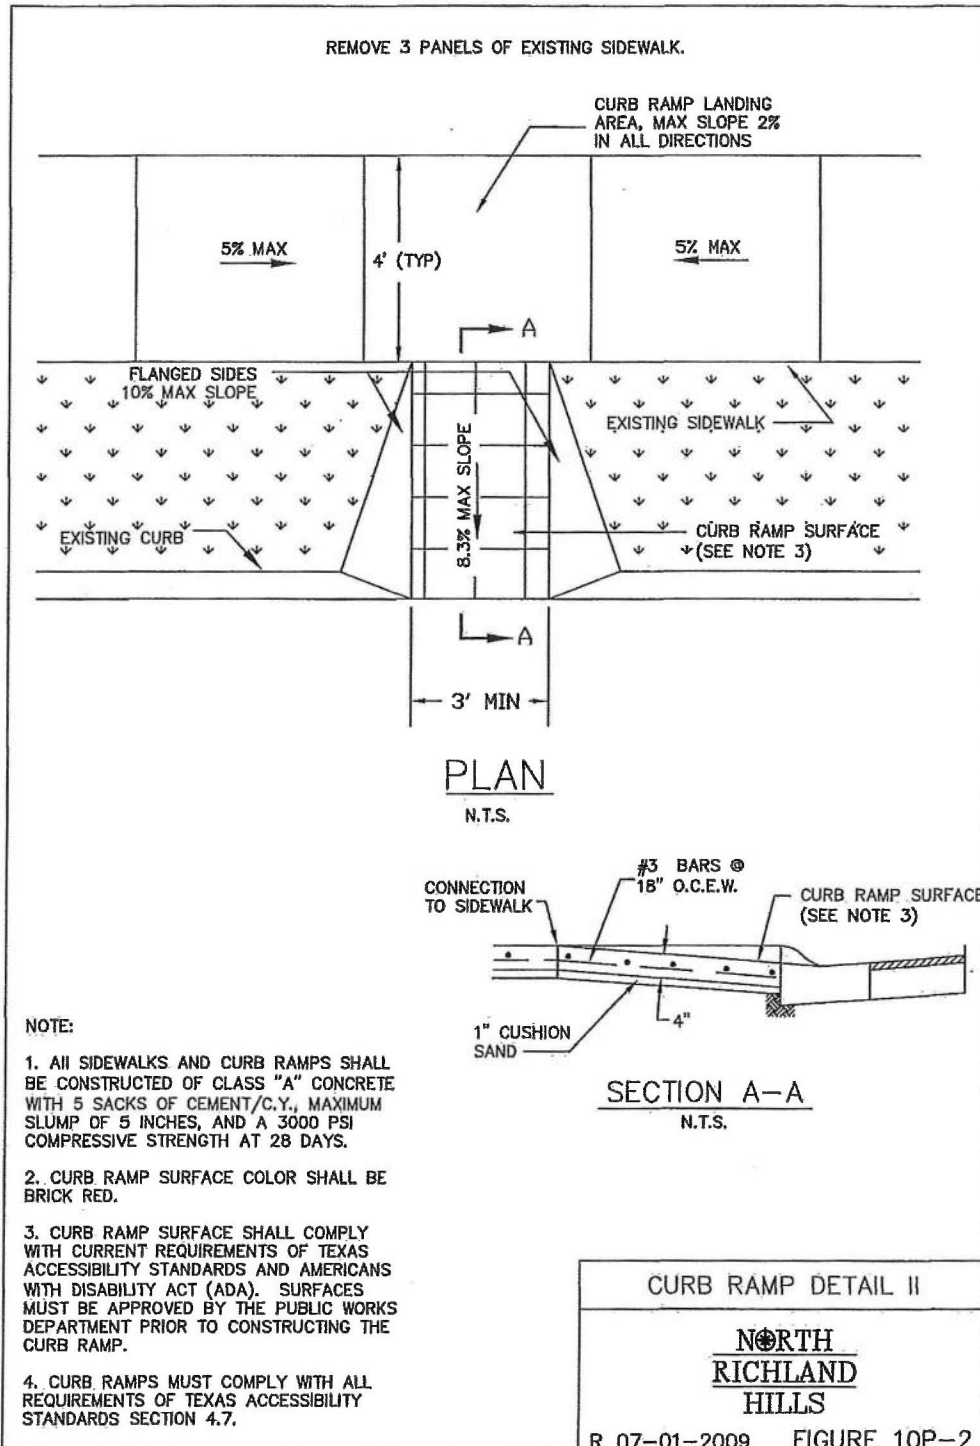 REMOVE 3 PANELS OF EXISTING SIDEWALK.
CURB RAMP LANDING
AREA, MAX SLOPE 2%
IN ALL DIRECTIONS
5% MAX
4' (TYP)
5% MAX
A
FLANGED SIDES
10% MAX SLOPE
EXISTING SIDEWALK
8.3% MAX SLOPE
EXISTING CURB
CURB RAMP SURFACE
(SEE NOTE 3)
A
3' MIN
PLAN
N.T.S.
#3 BARS @
18" O.C.E.W.
CONNECTION
TO SIDEWALK
CURB RAMP SURFACE
(SEE NOTE 3)
4"
1" CUSHION
SAND
SECTION A-A
N.T.S.
NOTE:
1. All SIDEWALKS AND CURB RAMPS SHALL
BE CONSTRUCTED OF CLASS "A" CONCRETE
WITH 5 SACKS OF CEMENT/C.Y., MAXIMUM
SLUMP OF 5 INCHES, AND A 3000 PSI
COMPRESSIVE STRENGTH AT 28 DAYS.
2. CURB RAMP SURFACE COLOR SHALL BE
BRICK RED.
3. CURB RAMP SURFACE SHALL COMPLY
WITH CURRENT REQUIREMENTS OF TEXAS
ACCESSIBILITY STANDARDS AND AMERICANS
WITH DISABILITY ACT (ADA). SURFACES
MUST BE APPROVED BY THE PUBLIC WORKS
DEPARTMENT PRIOR TO CONSTRUCTING THE
CURB RAMP.
4. CURB RAMPS MUST COMPLY WITH ALL
REQUIREMENTS OF TEXAS ACCESSIBILITY
STANDARDS SECTION 4.7.
CURB RAMP DETAIL II
NORTH
RICHLAND
HILLS
R 07-01-2009 FIGURE 10P-2